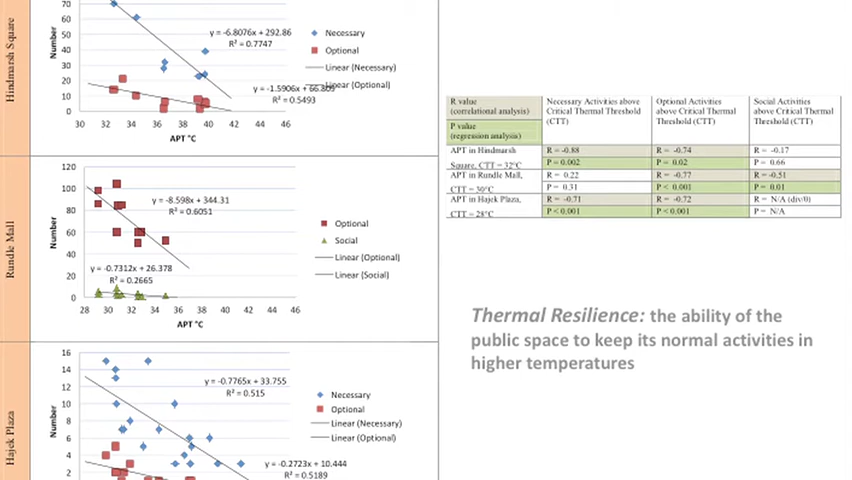 Hindmarsh Square
Number
70
60
50
40
30
20
10
0
30 32 34 36 38 40 42 44 46
APT °C
y = -6.8076x + 292.86
R² = 0.7747
y = -1.5906x + 66.809
R² = 0.5493
Necessary
Optional
Linear (Necessary)
Linear (Optional)
Rundle Mall
Number
120
100
80
60
40
20
0
28 30 32 34 36 38 40 42 44 46
APT °C
y = -8.598x + 344.31
R² = 0.6051
y = -0.7312x + 26.378
R² = 0.2665
Optional
Social
Linear (Optional)
Linear (Social)
Hajek Plaza
Number
16
14
12
10
8
6
4
2
y = -0.7765x + 33.755
R² = 0.515
y = -0.2723x + 10.444
R² = 0.5189
Necessary
Optional
Linear (Necessary)
Linear (Optional)
R value
(correlational analysis)
P value
(regression analysis)
Necessary Activities above
Critical Thermal Threshold
(CTT)
Optional Activities
above Critical Thermal
Threshold (CTT)
Social Activities
above Critical Thermal
Threshold (CTT)
APT in Hindmarsh
Square, CTT = 32°C
R = -0.88 R = -0.74 R = -0.17
P = 0.002 P = 0.02 P = 0.66
APT in Rundle Mall,
CTT = 30°C
R = 0.22 R = -0.77 R = -0.51
P = 0.31 P < 0.001 P = 0.01
APT in Hajek Plaza,
CTT = 28°C
R = -0.71 R = -0.72 R = N/A (div/0)
P < 0.001 P < 0.001 P = N/A
Thermal Resilience: the ability of the
public space to keep its normal activities in
higher temperatures